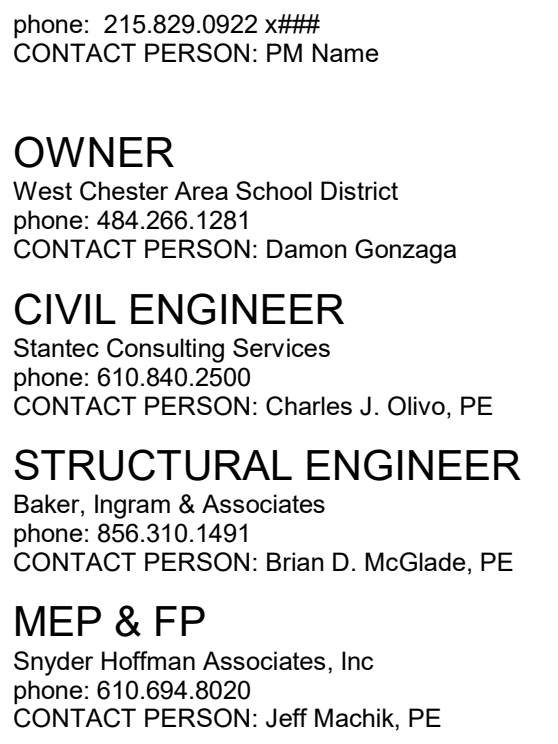 phone:  215.829.0922 x###
CONTACT PERSON: PM Name
OWNER
West Chester Area School District
phone: 484.266.1281
CONTACT PERSON: Damon Gonzaga
CIVIL ENGINEER
Stantec Consulting Services
phone: 610.840.2500
CONTACT PERSON: Charles J. Olivo, PE
STRUCTURAL ENGINEER
Baker, Ingram & Associates
phone: 856.310.1491
CONTACT PERSON: Brian D. McGlade, PE
MEP & FP
Snyder Hoffman Associates, Inc
phone: 610.694.8020
CONTACT PERSON: Jeff Machik, PE